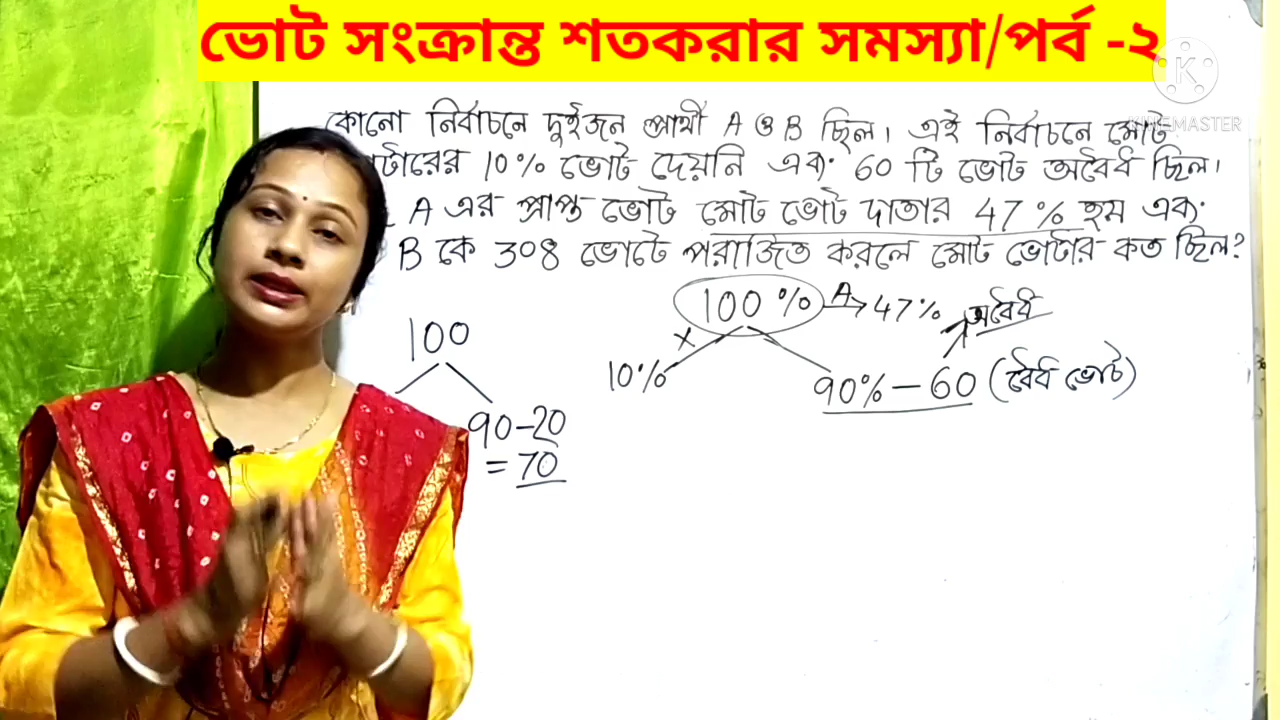 ভোট সংক্রান্ত শতকরার সমস্যা/পর্ব -২
K
KINEMASTER
কোনো নির্বাচনে দুইজন প্রার্থী A ও B ছিল। এই নির্বাচনে মোট
টারের 10% ভোট দেয়নি এবং 60 টি ভোট অবৈধ ছিল।
A এর প্রাপ্ত ভোট মোট ভোট দাতার 47% হয় এবং
B কে 308 ভোটে পরাজিত করলে মোট ভোটার কত ছিল?
100 % A → 47% অবৈধ
100
x
10% 90% − 60 (বৈধ ভোট)
90−20
= 70